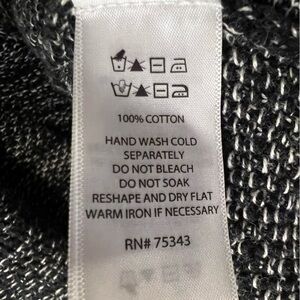 100% COTTON
HAND WASH COLD
SEPARATELY
DO NOT BLEACH
DO NOT SOAK
RESHAPE AND DRY FLAT
WARM IRON IF NECESSARY
RN# 75343